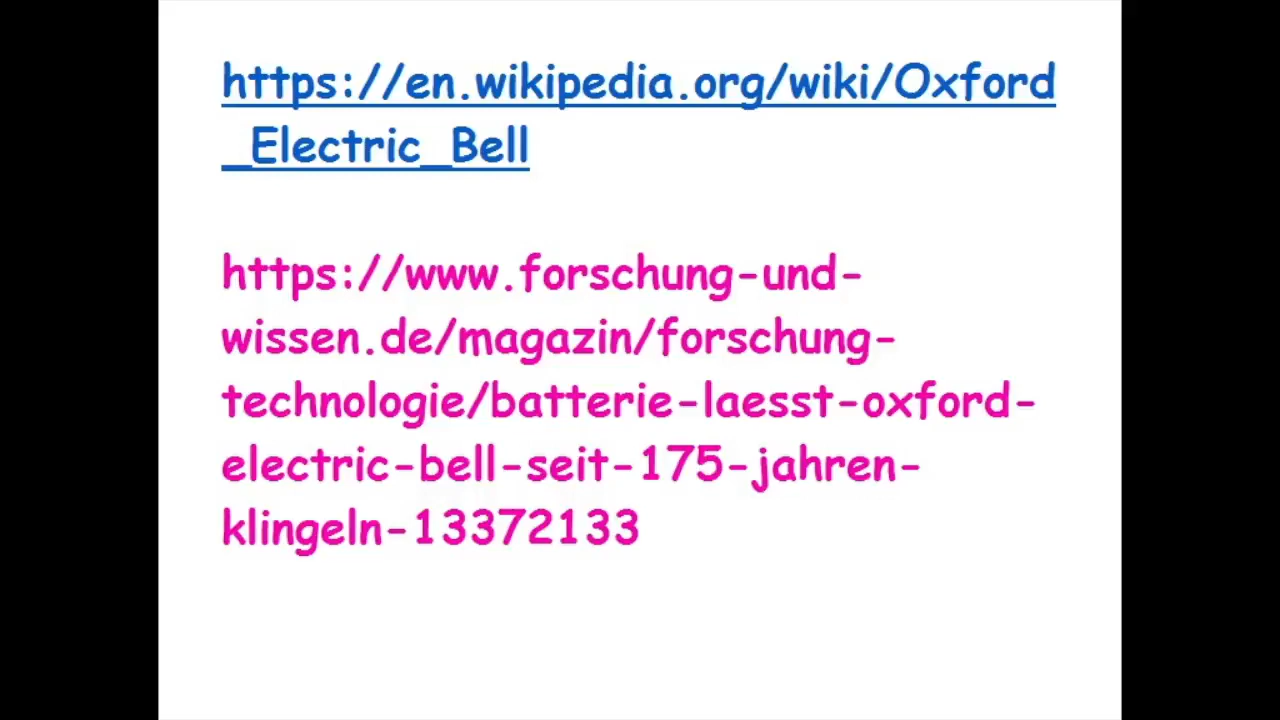 https://en.wikipedia.org/wiki/Oxford
_Electric_Bell
https://www.forschung-und-
wissen.de/magazin/forschung-
technologie/batterie-laesst-oxford-
electric-bell-seit-175-jahren-
klingeln-13372133